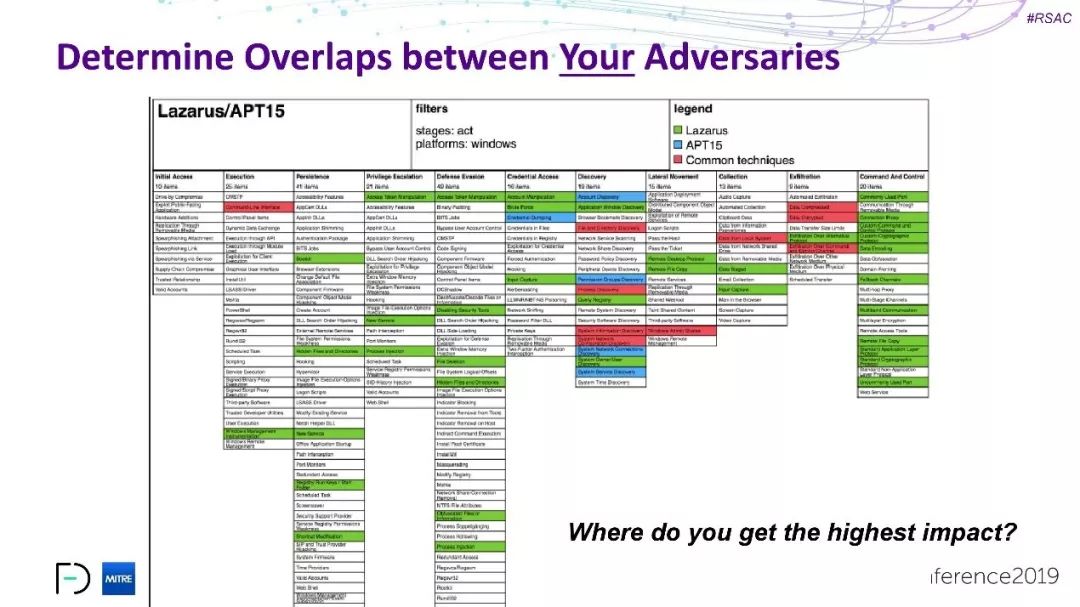 #RSAC
Determine Overlaps between Your Adversaries
Lazarus/APT15
filters
stages: act
platforms: windows
legend
Lazarus
APT15
Common techniques
Initial Access
10 items
Drive-by Compromise
Exploit Public-Facing
Application
Hardware Additions
Replication Through
Removable Media
Spearphishing Attachment
Spearphishing Link
Spearphishing via Service
Supply Chain Compromise
Trusted Relationship
Valid Accounts
Execution
25 items
CMSTP
Command-Line Interface
Control Panel Items
Dynamic Data Exchange
Execution through API
Execution through Module
Load
Exploitation for Client
Execution
Graphical User Interface
InstallUtil
LSASS Driver
Mshta
PowerShell
Regsvcs/Regasm
Regsvr32
Rundll32
Scheduled Task
Scripting
Service Execution
Signed Binary Proxy
Execution
Signed Script Proxy
Execution
Third-party Software
Trusted Developer Utilities
User Execution
Windows Management
Instrumentation
Windows Remote
Management
Persistence
41 items
Accessibility Features
AppCert DLLs
AppInit DLLs
Application Shimming
Authentication Package
BITS Jobs
Bootkit
Browser Extensions
Change Default File
Association
Component Firmware
Component Object Model
Hijacking
Create Account
DLL Search Order Hijacking
External Remote Services
File System Permissions
Weakness
Hidden Files and Directories
Hooking
Hypervisor
Image File Execution Options
Injection
Logon Scripts
LSASS Driver
Modify Existing Service
Netsh Helper DLL
New Service
Office Application Startup
Path Interception
Port Monitors
Redundant Access
Registry Run Keys / Start
Folder
Scheduled Task
Screensaver
Security Support Provider
Service Registry Permissions
Weakness
Shortcut Modification
SIP and Trust Provider
Hijacking
System Firmware
Time Providers
Valid Accounts
Web Shell
Windows Management
Privilege Escalation
21 items
Access Token Manipulation
Accessibility Features
AppCert DLLs
AppInit DLLs
Application Shimming
Bypass User Account Control
DLL Search Order Hijacking
Exploitation for Privilege
Escalation
Extra Window Memory
Injection
File System Permissions
Weakness
Hooking
Image File Execution Options
Injection
New Service
Path Interception
Port Monitors
Process Injection
Scheduled Task
Service Registry Permissions
Weakness
SID-History Injection
Valid Accounts
Web Shell
Defense Evasion
49 items
Access Token Manipulation
Binary Padding
BITS Jobs
Bypass User Account Control
CMSTP
Code Signing
Component Firmware
Component Object Model
Hijacking
Control Panel Items
DCShadow
Deobfuscate/Decode Files or
Information
Disabling Security Tools
DLL Search Order Hijacking
DLL Side-Loading
Exploitation for Defense
Evasion
Extra Window Memory
Injection
File Deletion
File System Logical Offsets
Hidden Files and Directories
Image File Execution Options
Injection
Indicator Blocking
Indicator Removal from Tools
Indicator Removal on Host
Indirect Command Execution
Install Root Certificate
InstallUtil
Masquerading
Modify Registry
Mshta
Network Share Connection
Removal
NTFS File Attributes
Obfuscated Files or
Information
Process Doppelgänging
Process Hollowing
Process Injection
Redundant Access
Regsvcs/Regasm
Regsvr32
Rootkit
Rundll32
Credential Access
16 items
Account Manipulation
Brute Force
Credential Dumping
Credentials in Files
Credentials in Registry
Exploitation for Credential
Access
Forced Authentication
Hooking
Input Capture
Kerberoasting
LLMNR/NBT-NS Poisoning
Network Sniffing
Password Filter DLL
Private Keys
Replication Through
Removable Media
Two-Factor Authentication
Interception
Discovery
19 items
Account Discovery
Application Window Discovery
Browser Bookmark Discovery
File and Directory Discovery
Network Service Scanning
Network Share Discovery
Password Policy Discovery
Peripheral Device Discovery
Permission Groups Discovery
Process Discovery
Query Registry
Remote System Discovery
Security Software Discovery
System Information Discovery
System Network
Configuration Discovery
System Network Connections
Discovery
System Owner/User
Discovery
System Service Discovery
System Time Discovery
Lateral Movement
15 items
Application Deployment
Software
Distributed Component Object
Model
Exploitation of Remote
Services
Logon Scripts
Pass the Hash
Pass the Ticket
Remote Desktop Protocol
Remote File Copy
Remote Services
Replication Through
Removable Media
Shared Webroot
Taint Shared Content
Third-party Software
Windows Admin Shares
Windows Remote
Management
Collection
13 items
Audio Capture
Automated Collection
Clipboard Data
Data from Information
Repositories
Data from Local System
Data from Network Shared
Drive
Data from Removable Media
Data Staged
Email Collection
Input Capture
Man in the Browser
Screen Capture
Video Capture
Exfiltration
9 items
Automated Exfiltration
Data Compressed
Data Encrypted
Data Transfer Size Limits
Exfiltration Over Alternative
Protocol
Exfiltration Over Command
and Control Channel
Exfiltration Over Other
Network Medium
Exfiltration Over Physical
Medium
Scheduled Transfer
Command And Control
20 items
Commonly Used Port
Communication Through
Removable Media
Connection Proxy
Custom Command and
Control Protocol
Custom Cryptographic
Protocol
Data Encoding
Data Obfuscation
Domain Fronting
Fallback Channels
Multi-hop Proxy
Multi-Stage Channels
Multiband Communication
Multilayer Encryption
Remote Access Tools
Remote File Copy
Standard Application Layer
Protocol
Standard Cryptographic
Protocol
Standard Non-Application
Layer Protocol
Uncommonly Used Port
Web Service
Where do you get the highest impact?
MITRE
ference2019